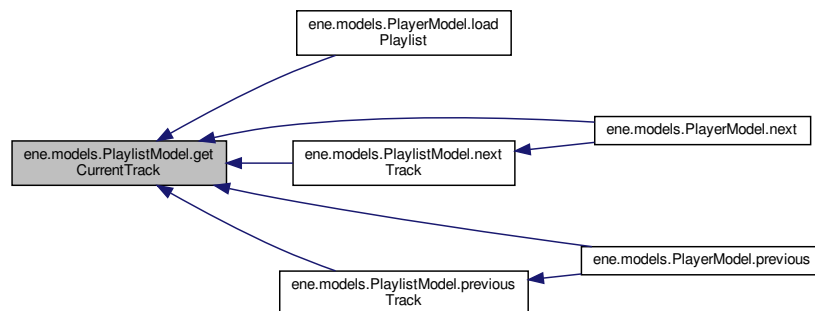 ene.models.PlayerModel.load
Playlist
ene.models.PlayerModel.next
ene.models.PlaylistModel.get
CurrentTrack
ene.models.PlaylistModel.next
Track
ene.models.PlayerModel.previous
ene.models.PlaylistModel.previous
Track